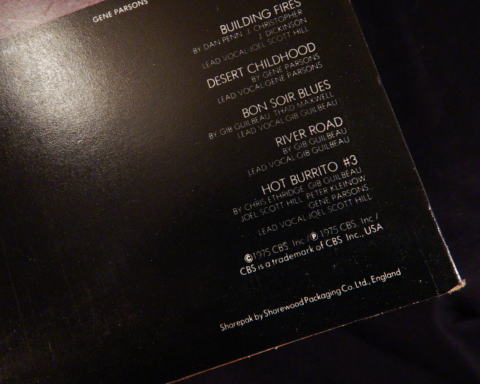 GENE PARSONS
BUILDING FIRES
BY DAN PENN J. CHRISTOPHER
J. DICKINSON
LEAD VOCAL JOEL SCOTT HILL
DESERT CHILDHOOD
BY GENE PARSONS
LEAD VOCAL GENE PARSONS
BON SOIR BLUES
BY GIB GUILBEAU THAD MAXWELL
LEAD VOCAL GIB GUILBEAU
RIVER ROAD
BY GIB GUILBEAU
LEAD VOCAL GIB GUILBEAU
HOT BURRITO #3
BY CHRIS ETHRIDGE GIB GUILBEAU
JOEL SCOTT HILL PETER KLEINOW
GENE PARSONS
LEAD VOCAL JOEL SCOTT HILL
© 1975 CBS Inc / ℗ 1975 CBS Inc /
CBS is a trademark of CBS Inc., USA
Sharepak by Shorewood Packaging Co. Ltd., England